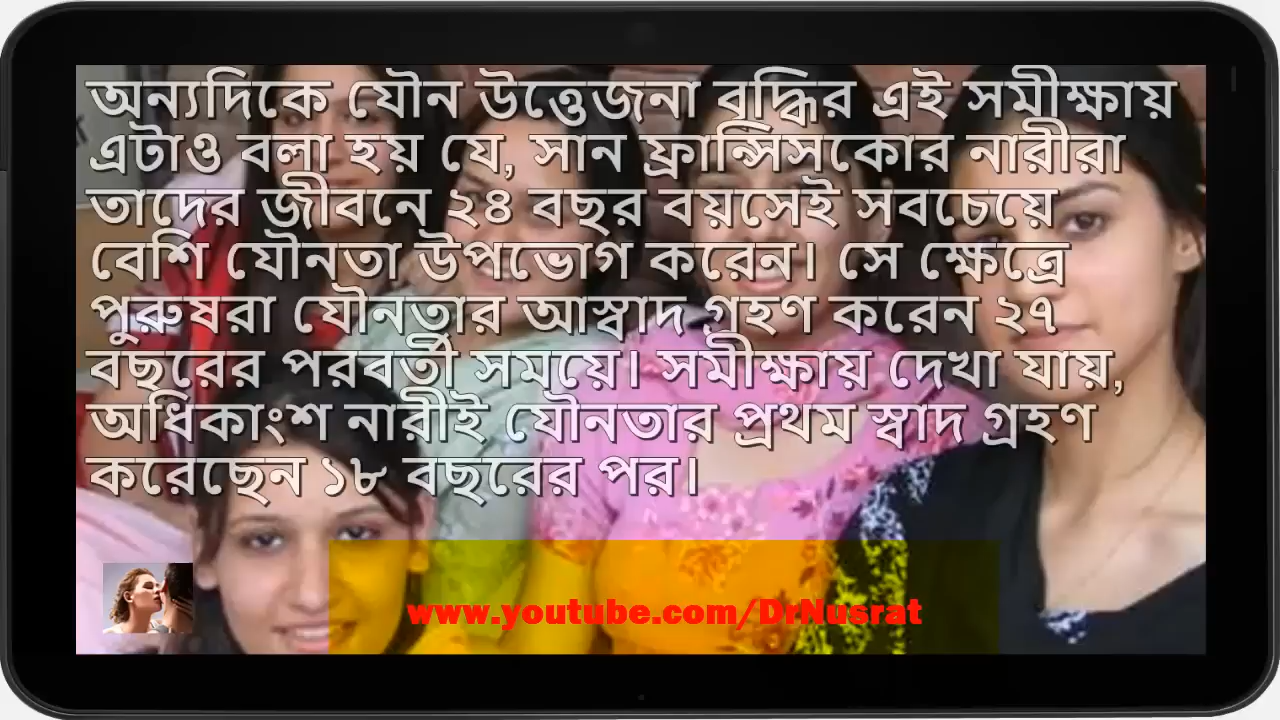 অন্যদিকে যৌন উত্তেজনা বৃদ্ধির এই সমীক্ষায়
এটাও বলা হয় যে, সান ফ্রান্সিসকোর নারীরা
তাদের জীবনে ২৪ বছর বয়সেই সবচেয়ে
বেশি যৌনতা উপভোগ করেন। সে ক্ষেত্রে
পুরুষরা যৌনতার আস্বাদ গ্রহণ করেন ২৭
বছরের পরবর্তী সময়ে। সমীক্ষায় দেখা যায়,
অধিকাংশ নারীই যৌনতার প্রথম স্বাদ গ্রহণ
করেছেন ১৮ বছরের পর।
www.youtube.com/DrNusrat